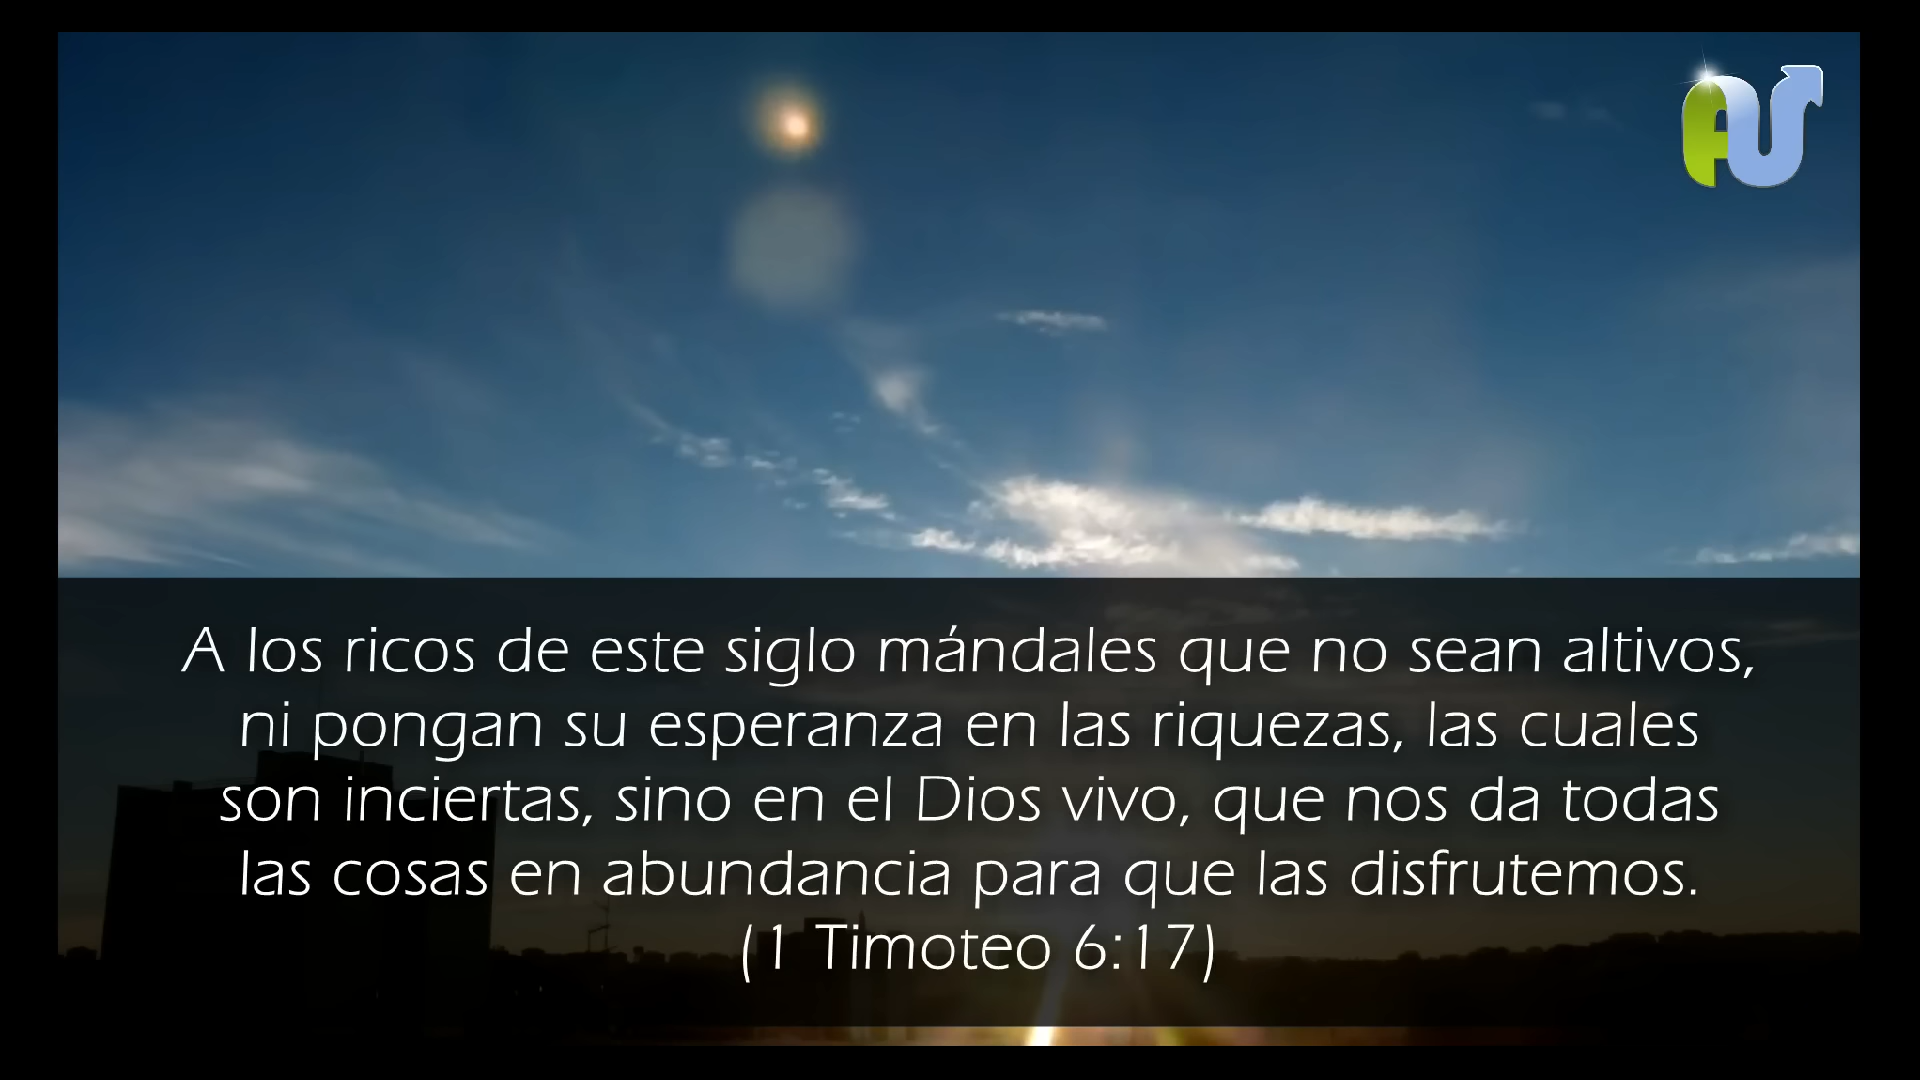 AU
A los ricos de este siglo mándales que no sean altivos,
ni pongan su esperanza en las riquezas, las cuales
son inciertas, sino en el Dios vivo, que nos da todas
las cosas en abundancia para que las disfrutemos.
(1 Timoteo 6:17)